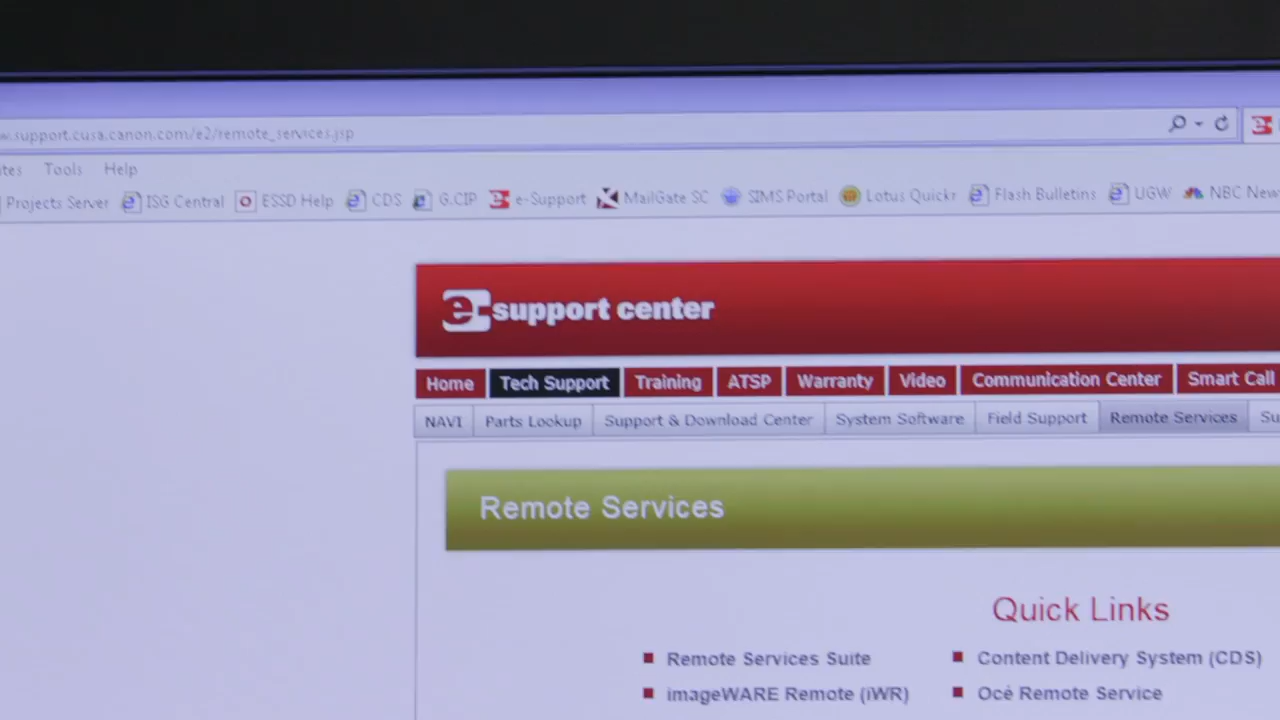 w.support.cusa.canon.com/e2/remote_services.jsp
ites Tools Help
Projects Server ISG Central ESSD Help CDS G.CIP e-Support MailGate SC SIMS Portal Lotus Quickr Flash Bulletins UGW NBC New
e support center
Home Tech Support Training ATSP Warranty Video Communication Center Smart Call
NAVI Parts Lookup Support & Download Center System Software Field Support Remote Services Su
Remote Services
Quick Links
Remote Services Suite Content Delivery System (CDS)
imageWARE Remote (iWR) Océ Remote Service